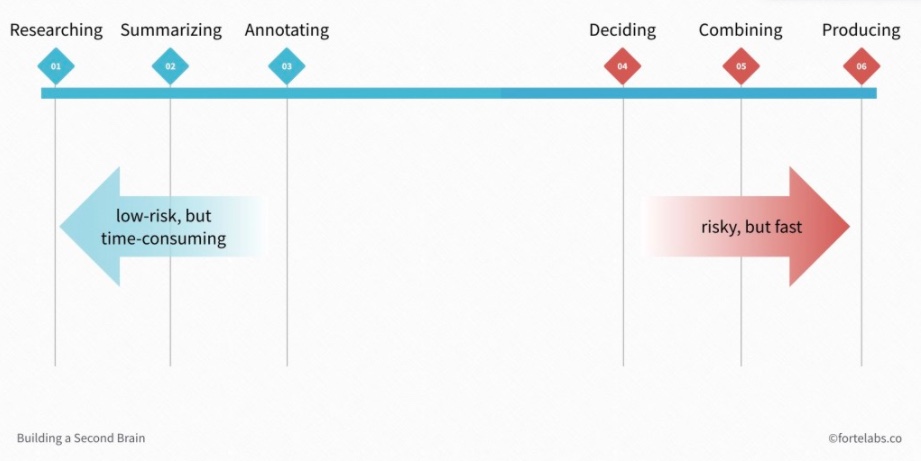 Researching Summarizing Annotating Deciding Combining Producing
01 02 03 04 05 06
low-risk, but
time-consuming
risky, but fast
Building a Second Brain ©fortelabs.co